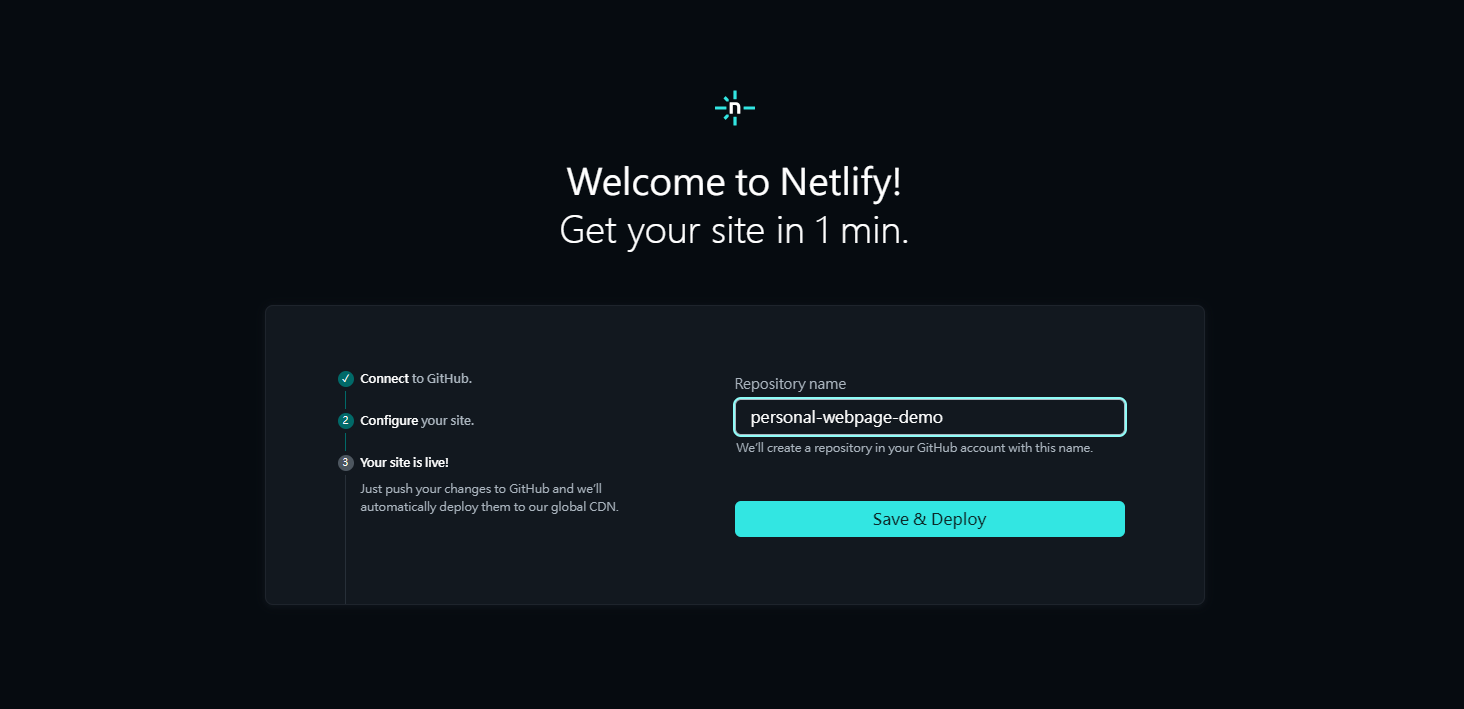 n
Welcome to Netlify!
Get your site in 1 min.
✓ Connect to GitHub.
2 Configure your site.
3 Your site is live!
Just push your changes to GitHub and we'll
automatically deploy them to our global CDN.
Repository name
personal-webpage-demo
We'll create a repository in your GitHub account with this name.
Save & Deploy